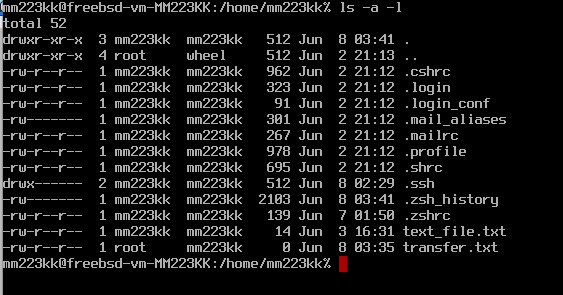 mm223kk@freebsd-vm-MM223KK:/home/mm223kk% ls -a -l
total 52
drwxr-xr-x  3 mm223kk  mm223kk   512 Jun  8 03:41 .
drwxr-xr-x  4 root     wheel     512 Jun  2 21:13 ..
-rw-r--r--  1 mm223kk  mm223kk   962 Jun  2 21:12 .cshrc
-rw-r--r--  1 mm223kk  mm223kk   323 Jun  2 21:12 .login
-rw-r--r--  1 mm223kk  mm223kk    91 Jun  2 21:12 .login_conf
-rw-------  1 mm223kk  mm223kk   301 Jun  2 21:12 .mail_aliases
-rw-r--r--  1 mm223kk  mm223kk   267 Jun  2 21:12 .mailrc
-rw-r--r--  1 mm223kk  mm223kk   978 Jun  2 21:12 .profile
-rw-r--r--  1 mm223kk  mm223kk   695 Jun  2 21:12 .shrc
drwx------  2 mm223kk  mm223kk   512 Jun  8 02:29 .ssh
-rw-------  1 mm223kk  mm223kk  2103 Jun  8 03:41 .zsh_history
-rw-r--r--  1 mm223kk  mm223kk   139 Jun  7 01:50 .zshrc
-rw-r--r--  1 mm223kk  mm223kk    14 Jun  3 16:31 text_file.txt
-rw-r--r--  1 root     mm223kk     0 Jun  8 03:35 transfer.txt
mm223kk@freebsd-vm-MM223KK:/home/mm223kk%